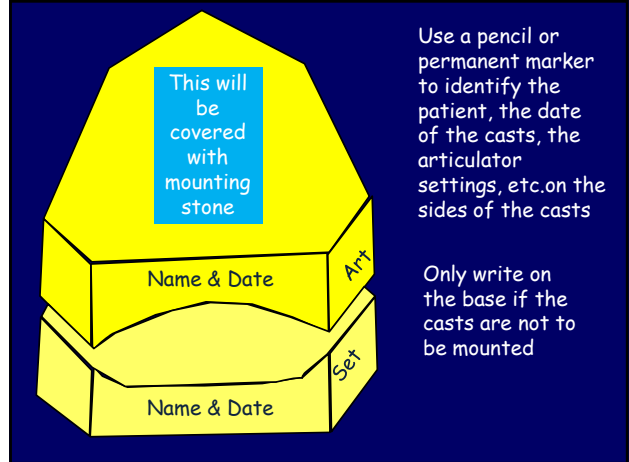 This will
be
covered
with
mounting
stone
Name & Date
Art
Set
Name & Date
Use a pencil or
permanent marker
to identify the
patient, the date
of the casts, the
articulator
settings, etc.on the
sides of the casts
Only write on
the base if the
casts are not to
be mounted